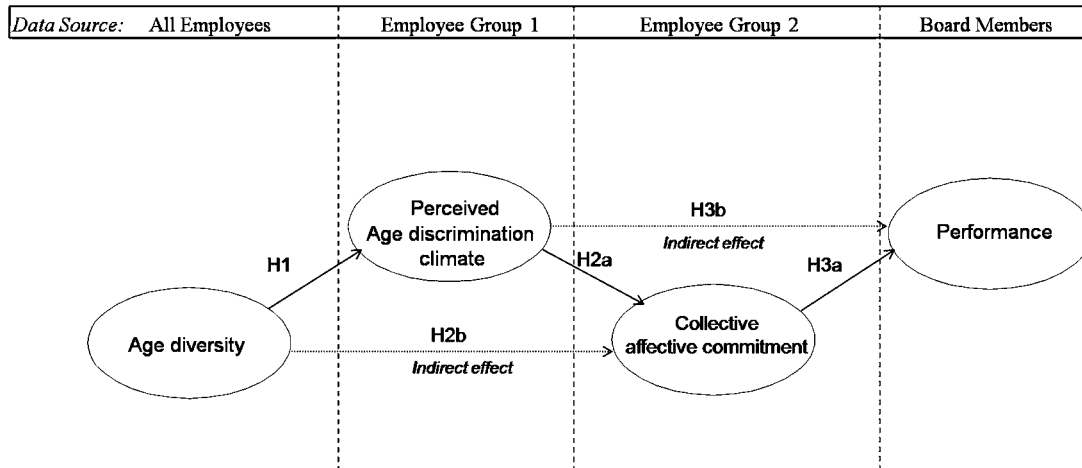 Data Source: All Employees Employee Group 1 Employee Group 2 Board Members
Perceived
Age discrimination
climate
H3b
Indirect effect
Performance
H1
H2a
H3a
Age diversity
H2b
Indirect effect
Collective
affective commitment